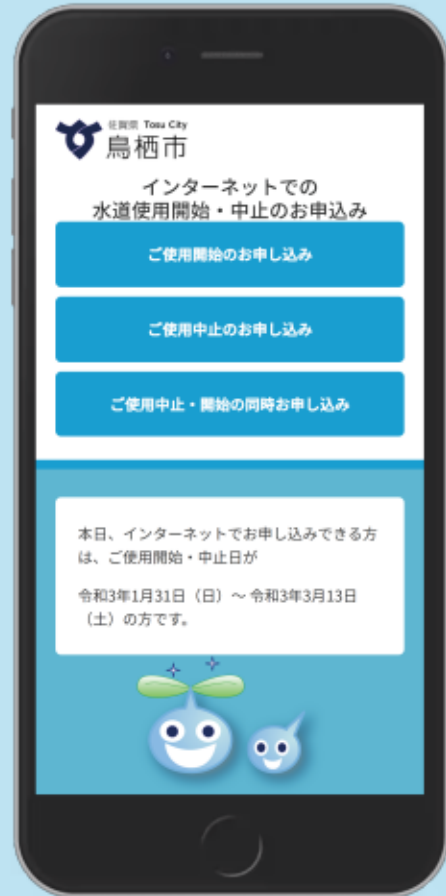 佐賀県 Tosu City
鳥栖市
インターネットでの
水道使用開始・中止のお申込み
ご使用開始のお申し込み
ご使用中止のお申し込み
ご使用中止・開始の同時お申し込み
本日、インターネットでお申し込みできる方
は、ご使用開始・中止日が
令和3年1月31日（日）～ 令和3年3月13日
（土）の方です。